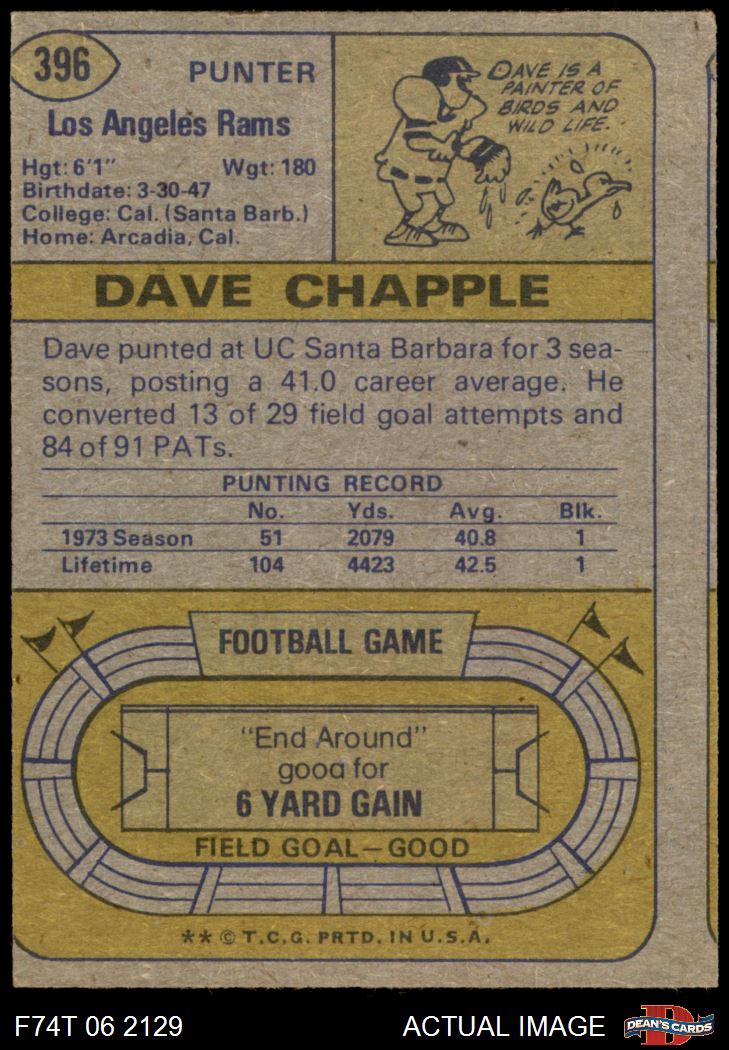 396
PUNTER
Los Angeles Rams
Hgt: 6'1" Wgt: 180
Birthdate: 3-30-47
College: Cal. (Santa Barb.)
Home: Arcadia, Cal.
DAVE IS A
PAINTER OF
BIRDS AND
WILD LIFE.
DAVE CHAPPLE
Dave punted at UC Santa Barbara for 3 sea-
sons, posting a 41.0 career average. He
converted 13 of 29 field goal attempts and
84 of 91 PATs.
PUNTING RECORD
No. Yds. Avg. Blk.
1973 Season 51 2079 40.8 1
Lifetime 104 4423 42.5 1
FOOTBALL GAME
"End Around"
good for
6 YARD GAIN
FIELD GOAL—GOOD
** © T.C.G. PRTD. IN U.S.A.
F74T 06 2129 ACTUAL IMAGE
D
DEAN'S CARDS